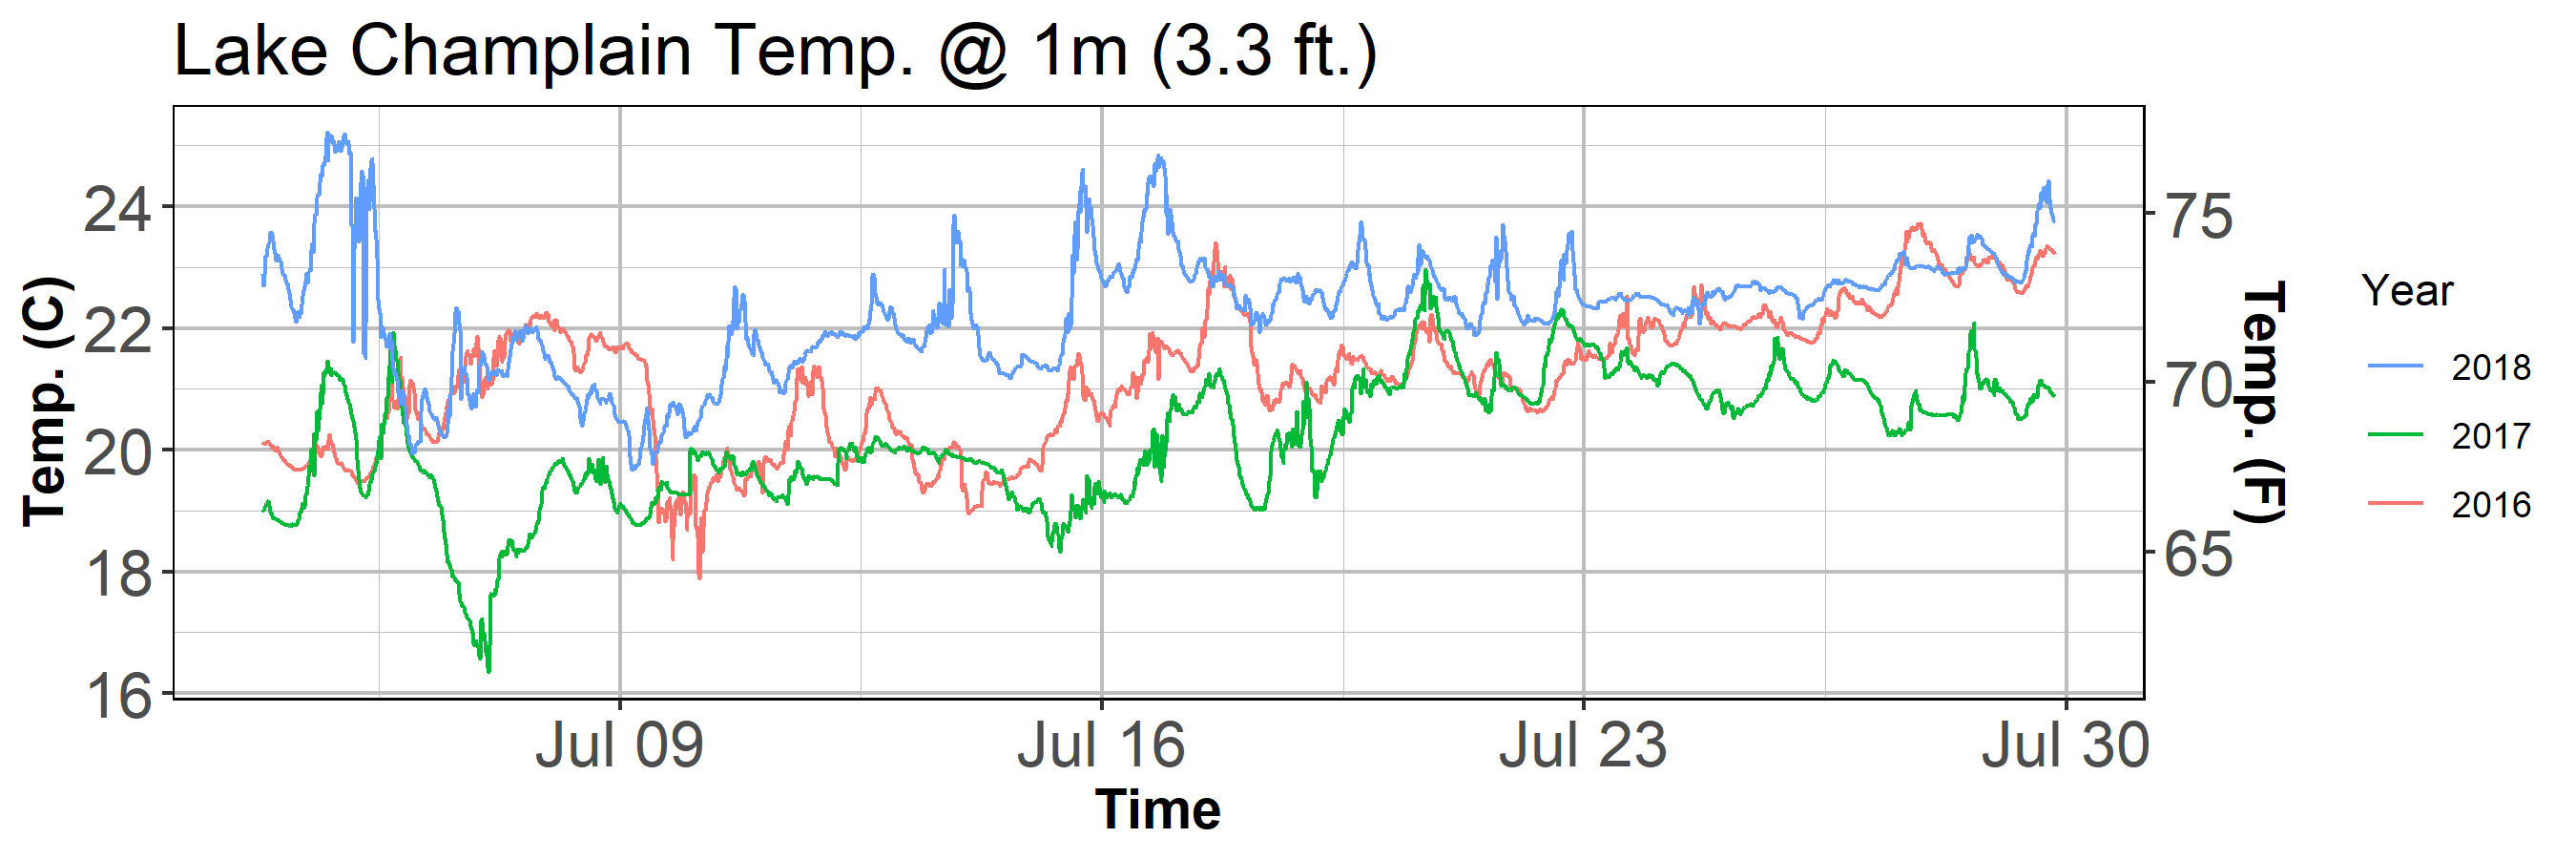 Lake Champlain Temp. @ 1m (3.3 ft.)
Temp. (C)
24
22
20
18
16
75
70
65
Temp. (F)
Jul 09 Jul 16 Jul 23 Jul 30
Time
Year
2018
2017
2016